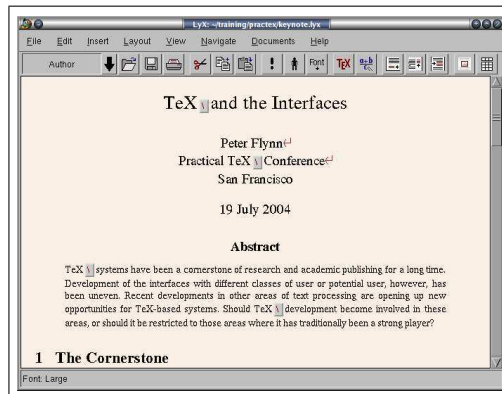 LyX: ~/training/practex/keynote.lyx
File Edit Insert Layout View Navigate Documents Help
Author Font TeX a+b
TeX \ and the Interfaces
Peter Flynn
Practical TeX \ Conference
San Francisco
19 July 2004
Abstract
TeX \ systems have been a cornerstone of research and academic publishing for a long time.
Development of the interfaces with different classes of user or potential user, however, has
been uneven. Recent developments in other areas of text processing are opening up new
opportunities for TeX-based systems. Should TeX \ development become involved in these
areas, or should it be restricted to those areas where it has traditionally been a strong player?
1 The Cornerstone
Font: Large